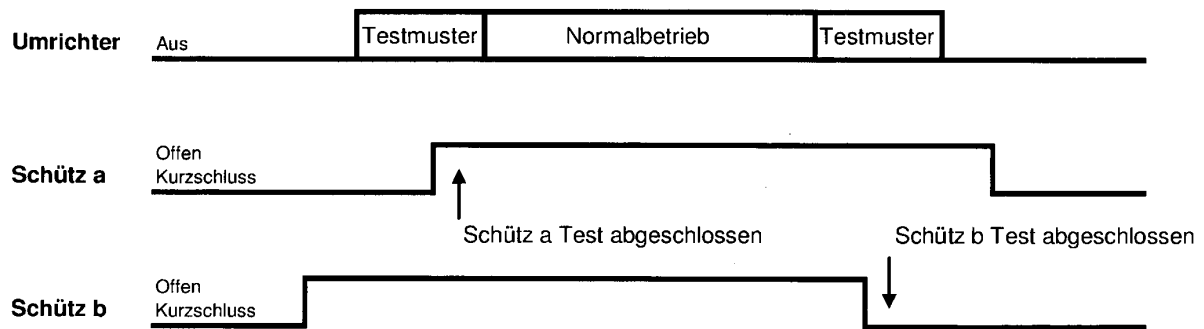 Umrichter Aus Testmuster Normalbetrieb Testmuster
Offen
Schütz a Kurzschluss
Schütz a Test abgeschlossen Schütz b Test abgeschlossen
Offen
Schütz b Kurzschluss